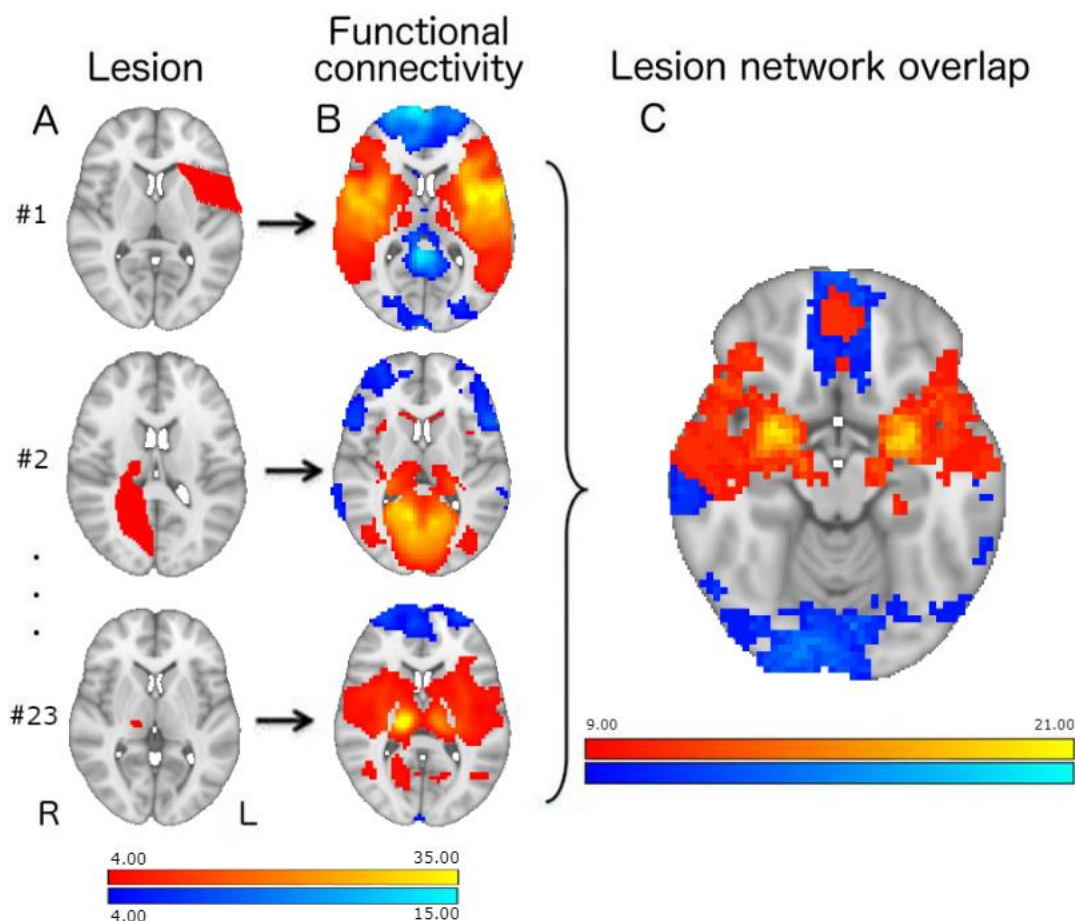 Lesion
Functional
connectivity
Lesion network overlap
A
B
C
#1
#2
#23
R
L
4.00
35.00
4.00
15.00
9.00
21.00